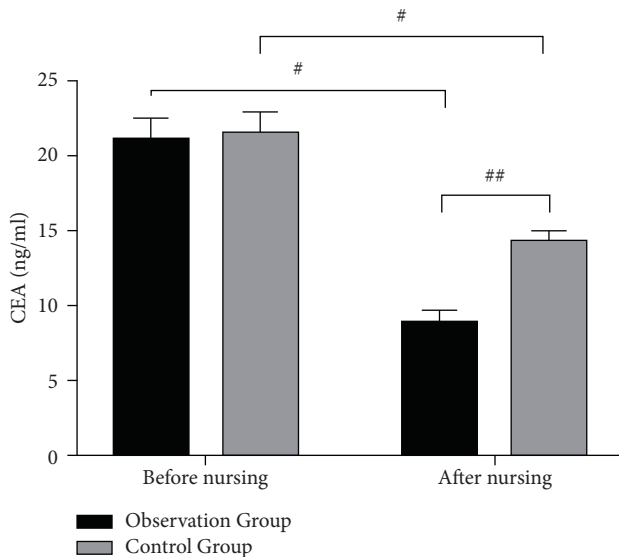 #
#
##
25
20
15
10
5
0
CEA (ng/ml)
Before nursing
After nursing
Observation Group
Control Group